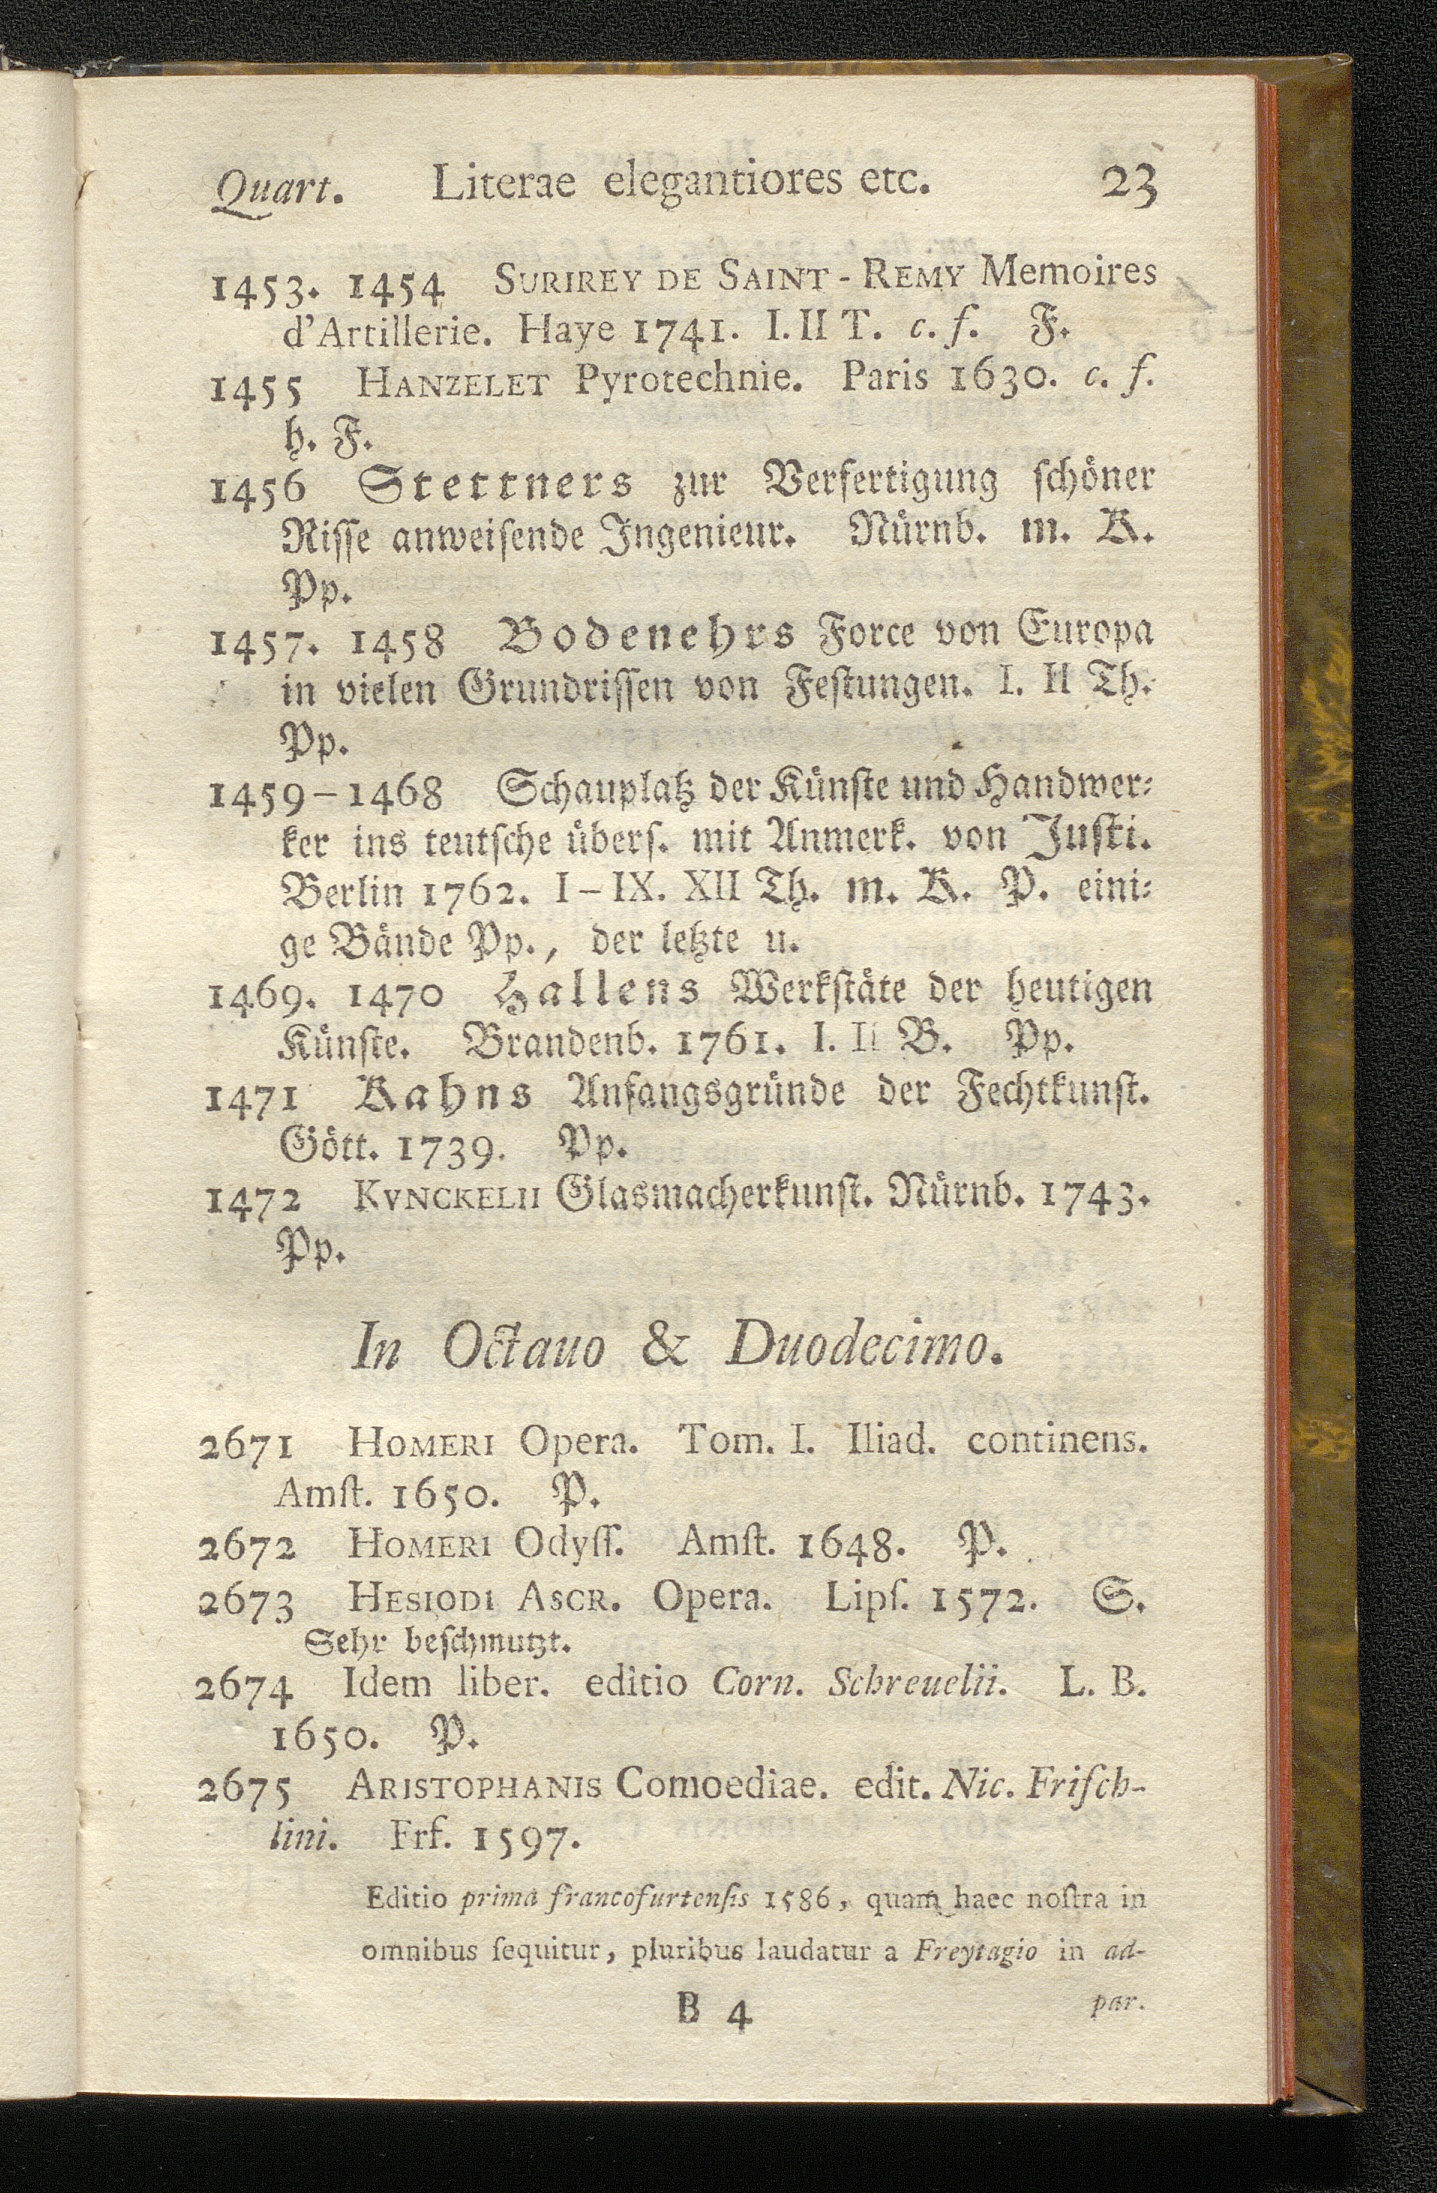 Quart. Literae elegantiores etc. 23
1453. 1454 SURIREY DE SAINT-REMY Memoires
d'Artillerie. Haye 1741. I. II T. c. f. F.
1455 HANZELET Pyrotechnie. Paris 1630. c. f.
h. F.
1456 Stettners zur Verfertigung ſchöner
Riſſe anweiſende Ingenieur. Nürnb. m. K.
Pp.
1457. 1458 Bodenehrs Force von Europa
in vielen Grundriſſen von Feſtungen. I. II Th.
Pp.
1459–1468 Schauplatz der Künſte und Handwer⸗
ker ins teutſche überſ. mit Anmerk. von Juſti.
Berlin 1762. I–IX. XII Th. m. K. P. eini⸗
ge Bände Pp., der letzte u.
1469. 1470 Hallens Werkſtäte der heutigen
Künſte. Brandenb. 1761. I. II B. Pp.
1471 Kahns Anfangsgründe der Fechtkunſt.
Gött. 1739. Pp.
1472 KVNCKELII Glasmacherkunſt. Nürnb. 1743.
Pp.
In Octauo & Duodecimo.
2671 HOMERI Opera. Tom. I. Iliad. continens.
Amſt. 1650. P.
2672 HOMERI Odyſſ. Amſt. 1648. P.
2673 HESIODI ASCR. Opera. Lipſ. 1572. S.
Sehr beſchmutzt.
2674 Idem liber. editio Corn. Schreuelii. L. B.
1650. P.
2675 ARISTOPHANIS Comoediae. edit. Nic. Friſch-
lini. Frf. 1597.
Editio prima francofurtenſis 1586, quam haec noſtra in
omnibus ſequitur, pluribus laudatur a Freytagio in ad-
B 4 par.